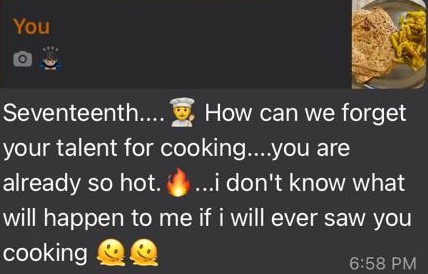 You
Seventeenth....👨‍🍳 How can we forget
your talent for cooking....you are
already so hot.🔥...i don't know what
will happen to me if i will ever saw you
cooking 🫠🫠
6:58 PM